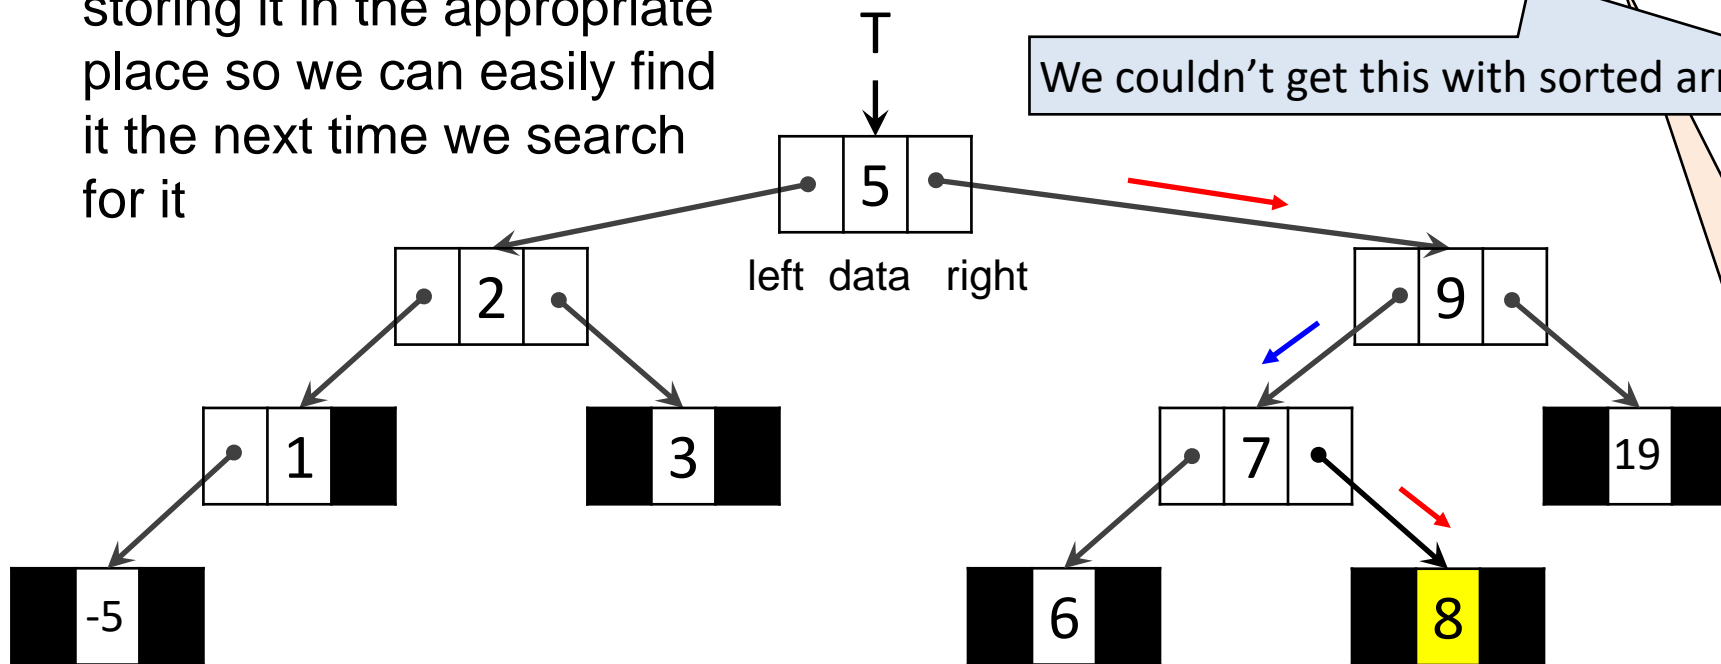 storing it in the appropriate
place so we can easily find
it the next time we search
for it
T
We couldn't get this with sorted
5
left data right
2
9
1
3
7
19
-5
6
8